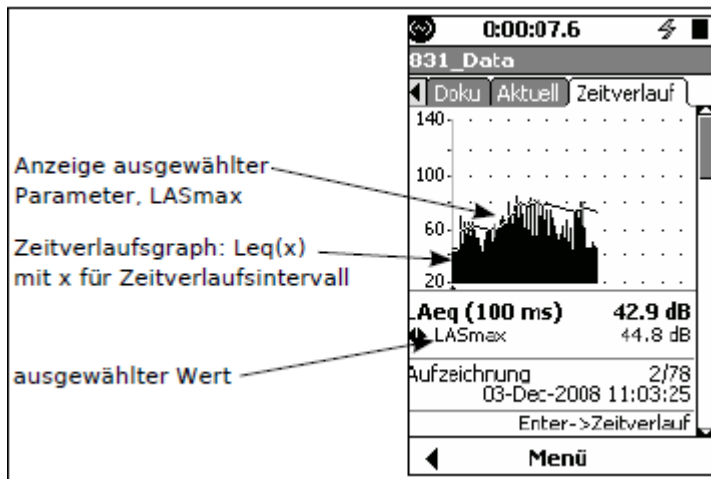 0:00:07.6
831_Data
Doku Aktuell Zeitverlauf
140
100
60
20
Anzeige ausgewählter
Parameter, LASmax
Zeitverlaufsgraph: Leq(x)
mit x für Zeitverlaufsintervall
ausgewählter Wert
LAeq (100 ms) 42.9 dB
LASmax 44.8 dB
Aufzeichnung 2/78
03-Dec-2008 11:03:25
Enter->Zeitverlauf
Menü